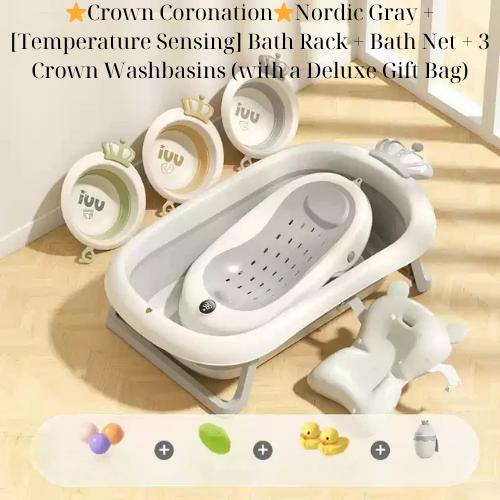 ⭐Crown Coronation⭐Nordic Gray +
[Temperature Sensing] Bath Rack + Bath Net + 3
Crown Washbasins (with a Deluxe Gift Bag)
iuu
iuu
iuu
+ + +